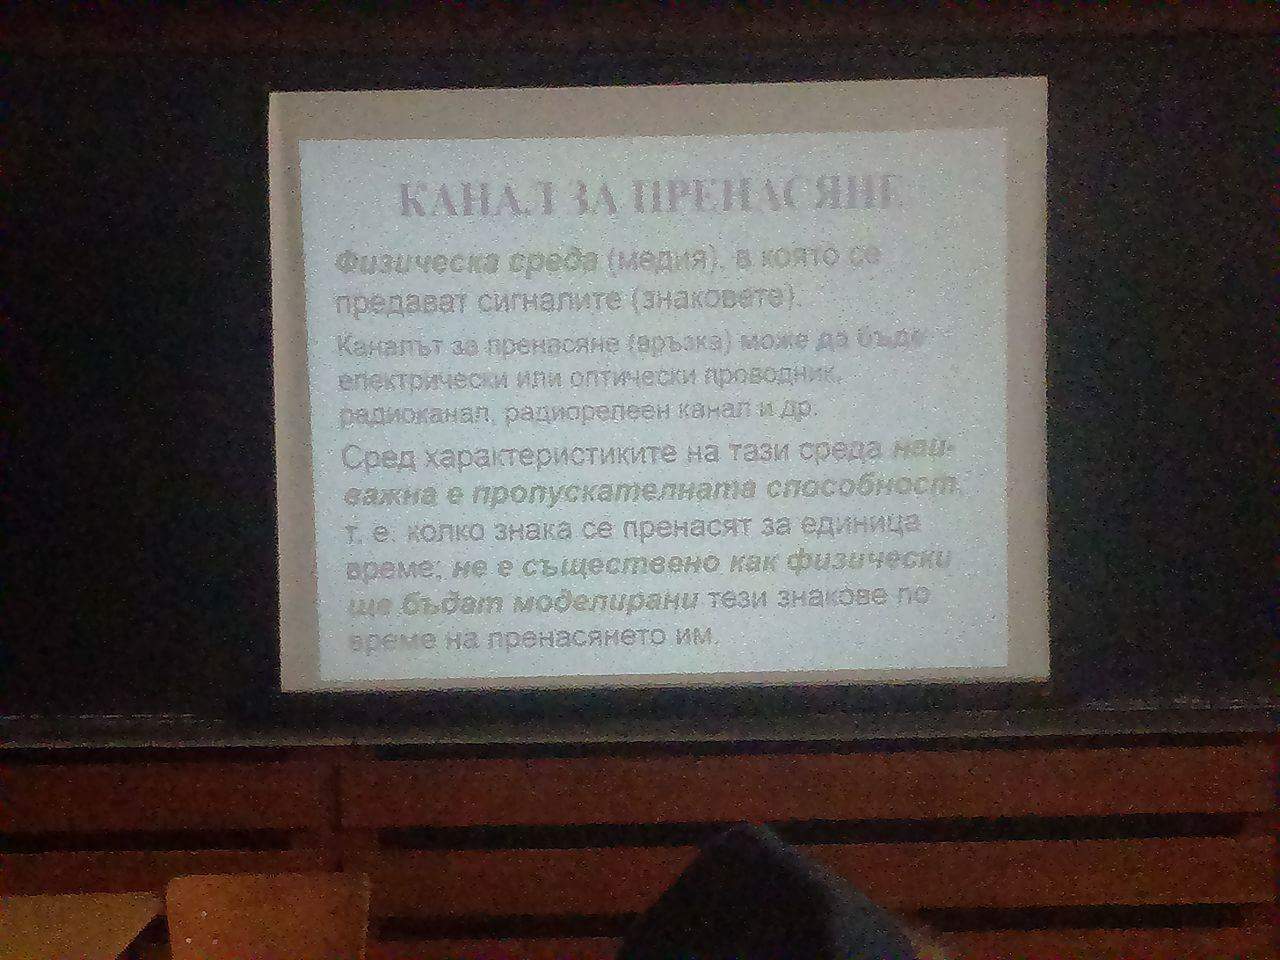 КАНАЛ ЗА ПРЕНАСЯНЕ
Физическа среда (медия), в която се
предават сигналите (знаковете).
Каналът за пренасяне (връзка) може да бъде
електрически или оптически проводник,
радиоканал, радиорелеен канал и др.
Сред характеристиките на тази среда най-
важна е пропускателната способност,
т. е. колко знака се пренасят за единица
време; не е съществено как физически
ще бъдат моделирани тези знакове по
време на пренасянето им.